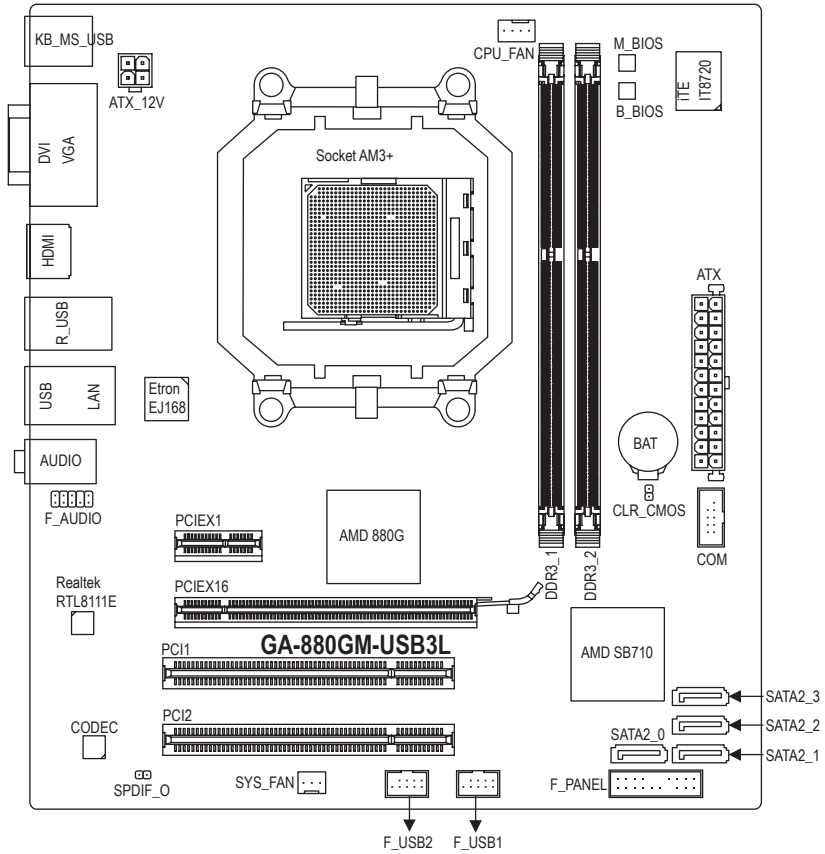 KB_MS_USB
CPU_FAN
M_BIOS
iTE
IT8720
ATX_12V
B_BIOS
DVI
VGA
Socket AM3+
HDMI
ATX
R_USB
USB
LAN
Etron
EJ168
BAT
AUDIO
F_AUDIO
CLR_CMOS
PCIEX1
AMD 880G
COM
DDR3_1
DDR3_2
Realtek
RTL8111E
PCIEX16
GA-880GM-USB3L
PCI1
AMD SB710
SATA2_3
PCI2
SATA2_2
CODEC
SATA2_0
SATA2_1
SPDIF_O
SYS_FAN
F_PANEL
F_USB2
F_USB1